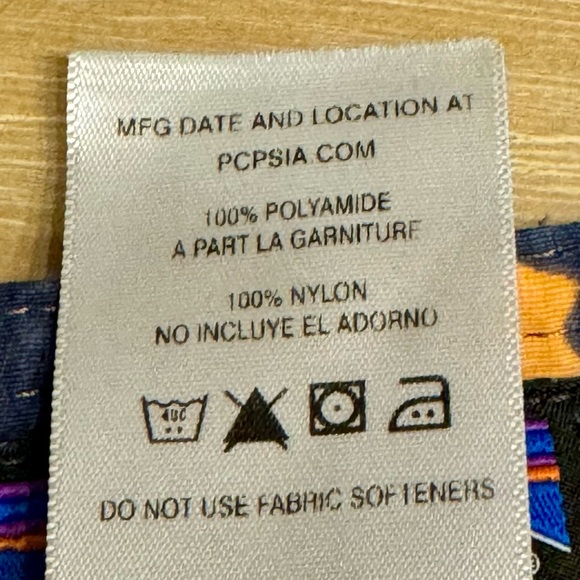 MFG DATE AND LOCATION AT
PCPSIA.COM
100% POLYAMIDE
A PART LA GARNITURE
100% NYLON
NO INCLUYE EL ADORNO
40C
DO NOT USE FABRIC SOFTENERS
®